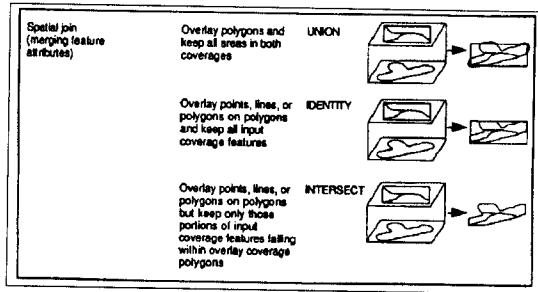 Spatial join
(merging feature
attributes)
Overlay polygons and
keep all areas in both
coverages
UNION
Overlay points, lines, or
polygons on polygons
and keep all input
coverage features
IDENTITY
Overlay points, lines, or
polygons on polygons
but keep only those
portions of input
coverage features falling
within overlay coverage
polygons
INTERSECT